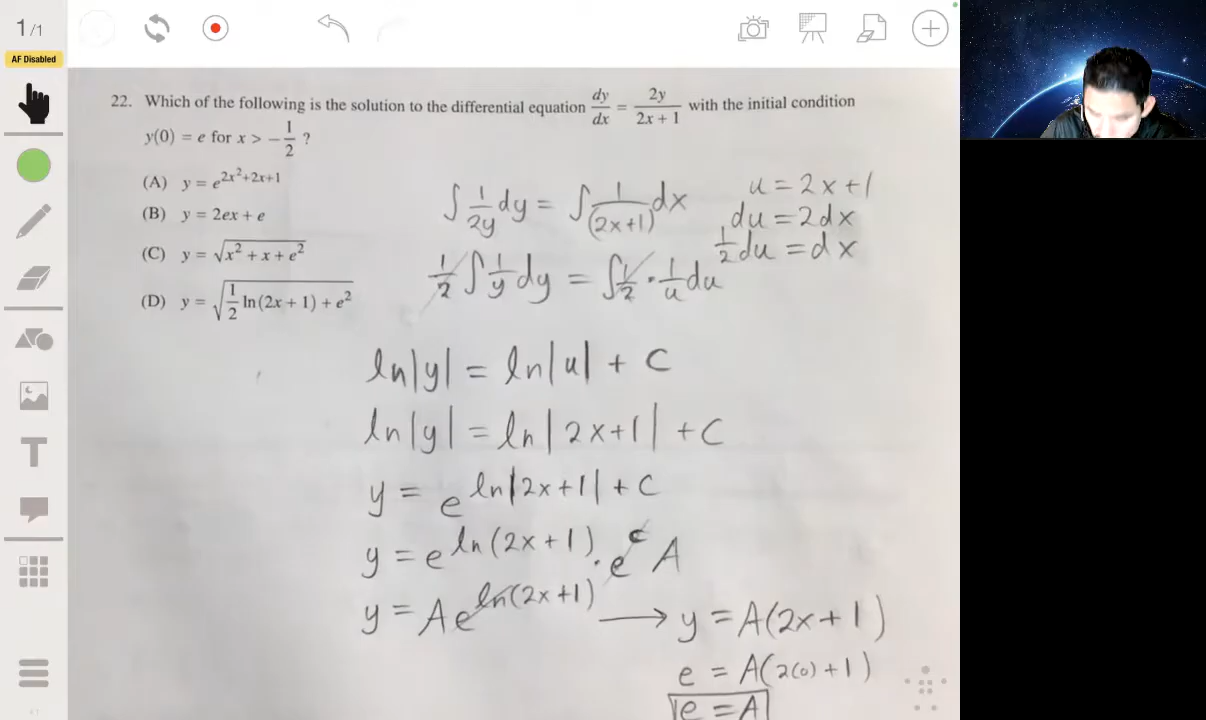 1/1
AF Disabled
22. Which of the following is the solution to the differential equation dy/dx = 2y/(2x + 1) with the initial condition
y(0) = e for x > -1/2 ?
(A) y = e^(2x²+2x+1)
(B) y = 2ex + e
(C) y = √(x² + x + e²)
(D) y = √(1/2 ln(2x + 1) + e²)
∫ 1/2y dy = ∫ 1/(2x+1) dx
u = 2x+1
du = 2dx
1/2 du = dx
1/2 ∫ 1/y dy = ∫ 1/2 · 1/u du
ln|y| = ln|u| + C
ln|y| = ln|2x+1| + C
y = e^(ln|2x+1| + C)
y = e^(ln(2x+1)) · e^c A
y = Ae^(ln(2x+1)) → y = A(2x+1)
e = A(2(0)+1)
e = A
T